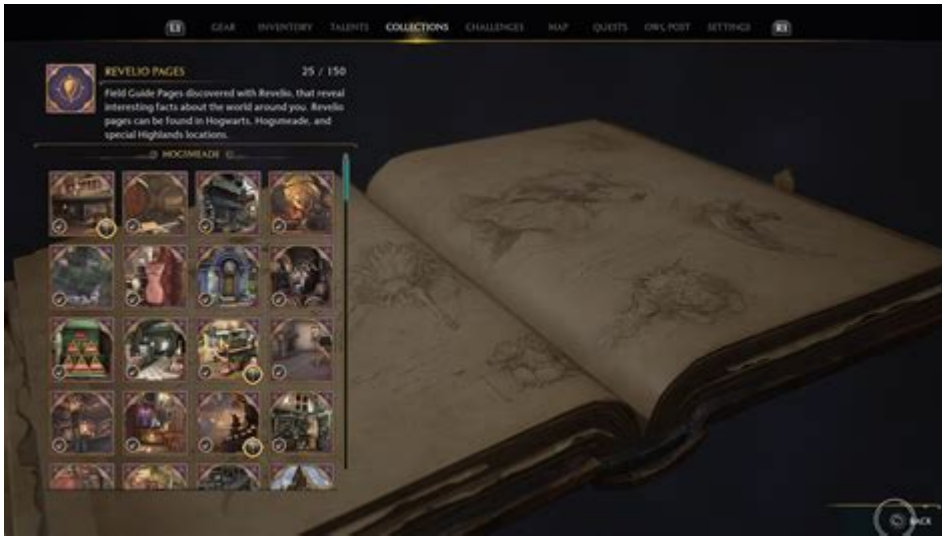 L1 GEAR INVENTORY TALENTS COLLECTIONS CHALLENGES MAP QUESTS OWL POST SETTINGS R1
REVELIO PAGES 25 / 150
Field Guide Pages discovered with Revelio, that reveal
interesting facts about the world around you. Revelio
pages can be found in Hogwarts, Hogsmeade, and
special Highlands locations.
HOGSMEADE
BACK